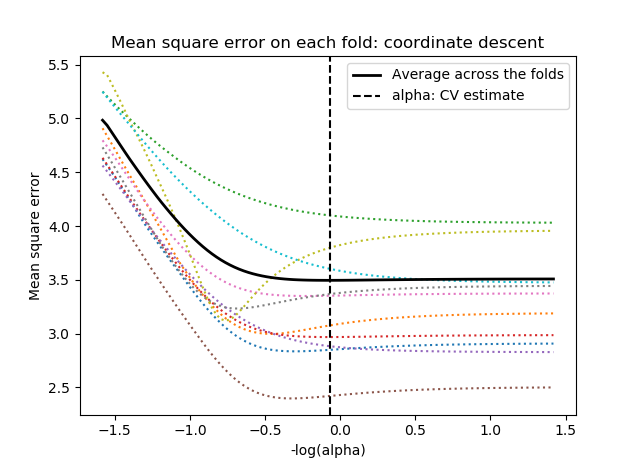 Mean square error on each fold: coordinate descent
Average across the folds
alpha: CV estimate
Mean square error
5.5
5.0
4.5
4.0
3.5
3.0
2.5
−1.5
−1.0
−0.5
0.0
0.5
1.0
1.5
-log(alpha)